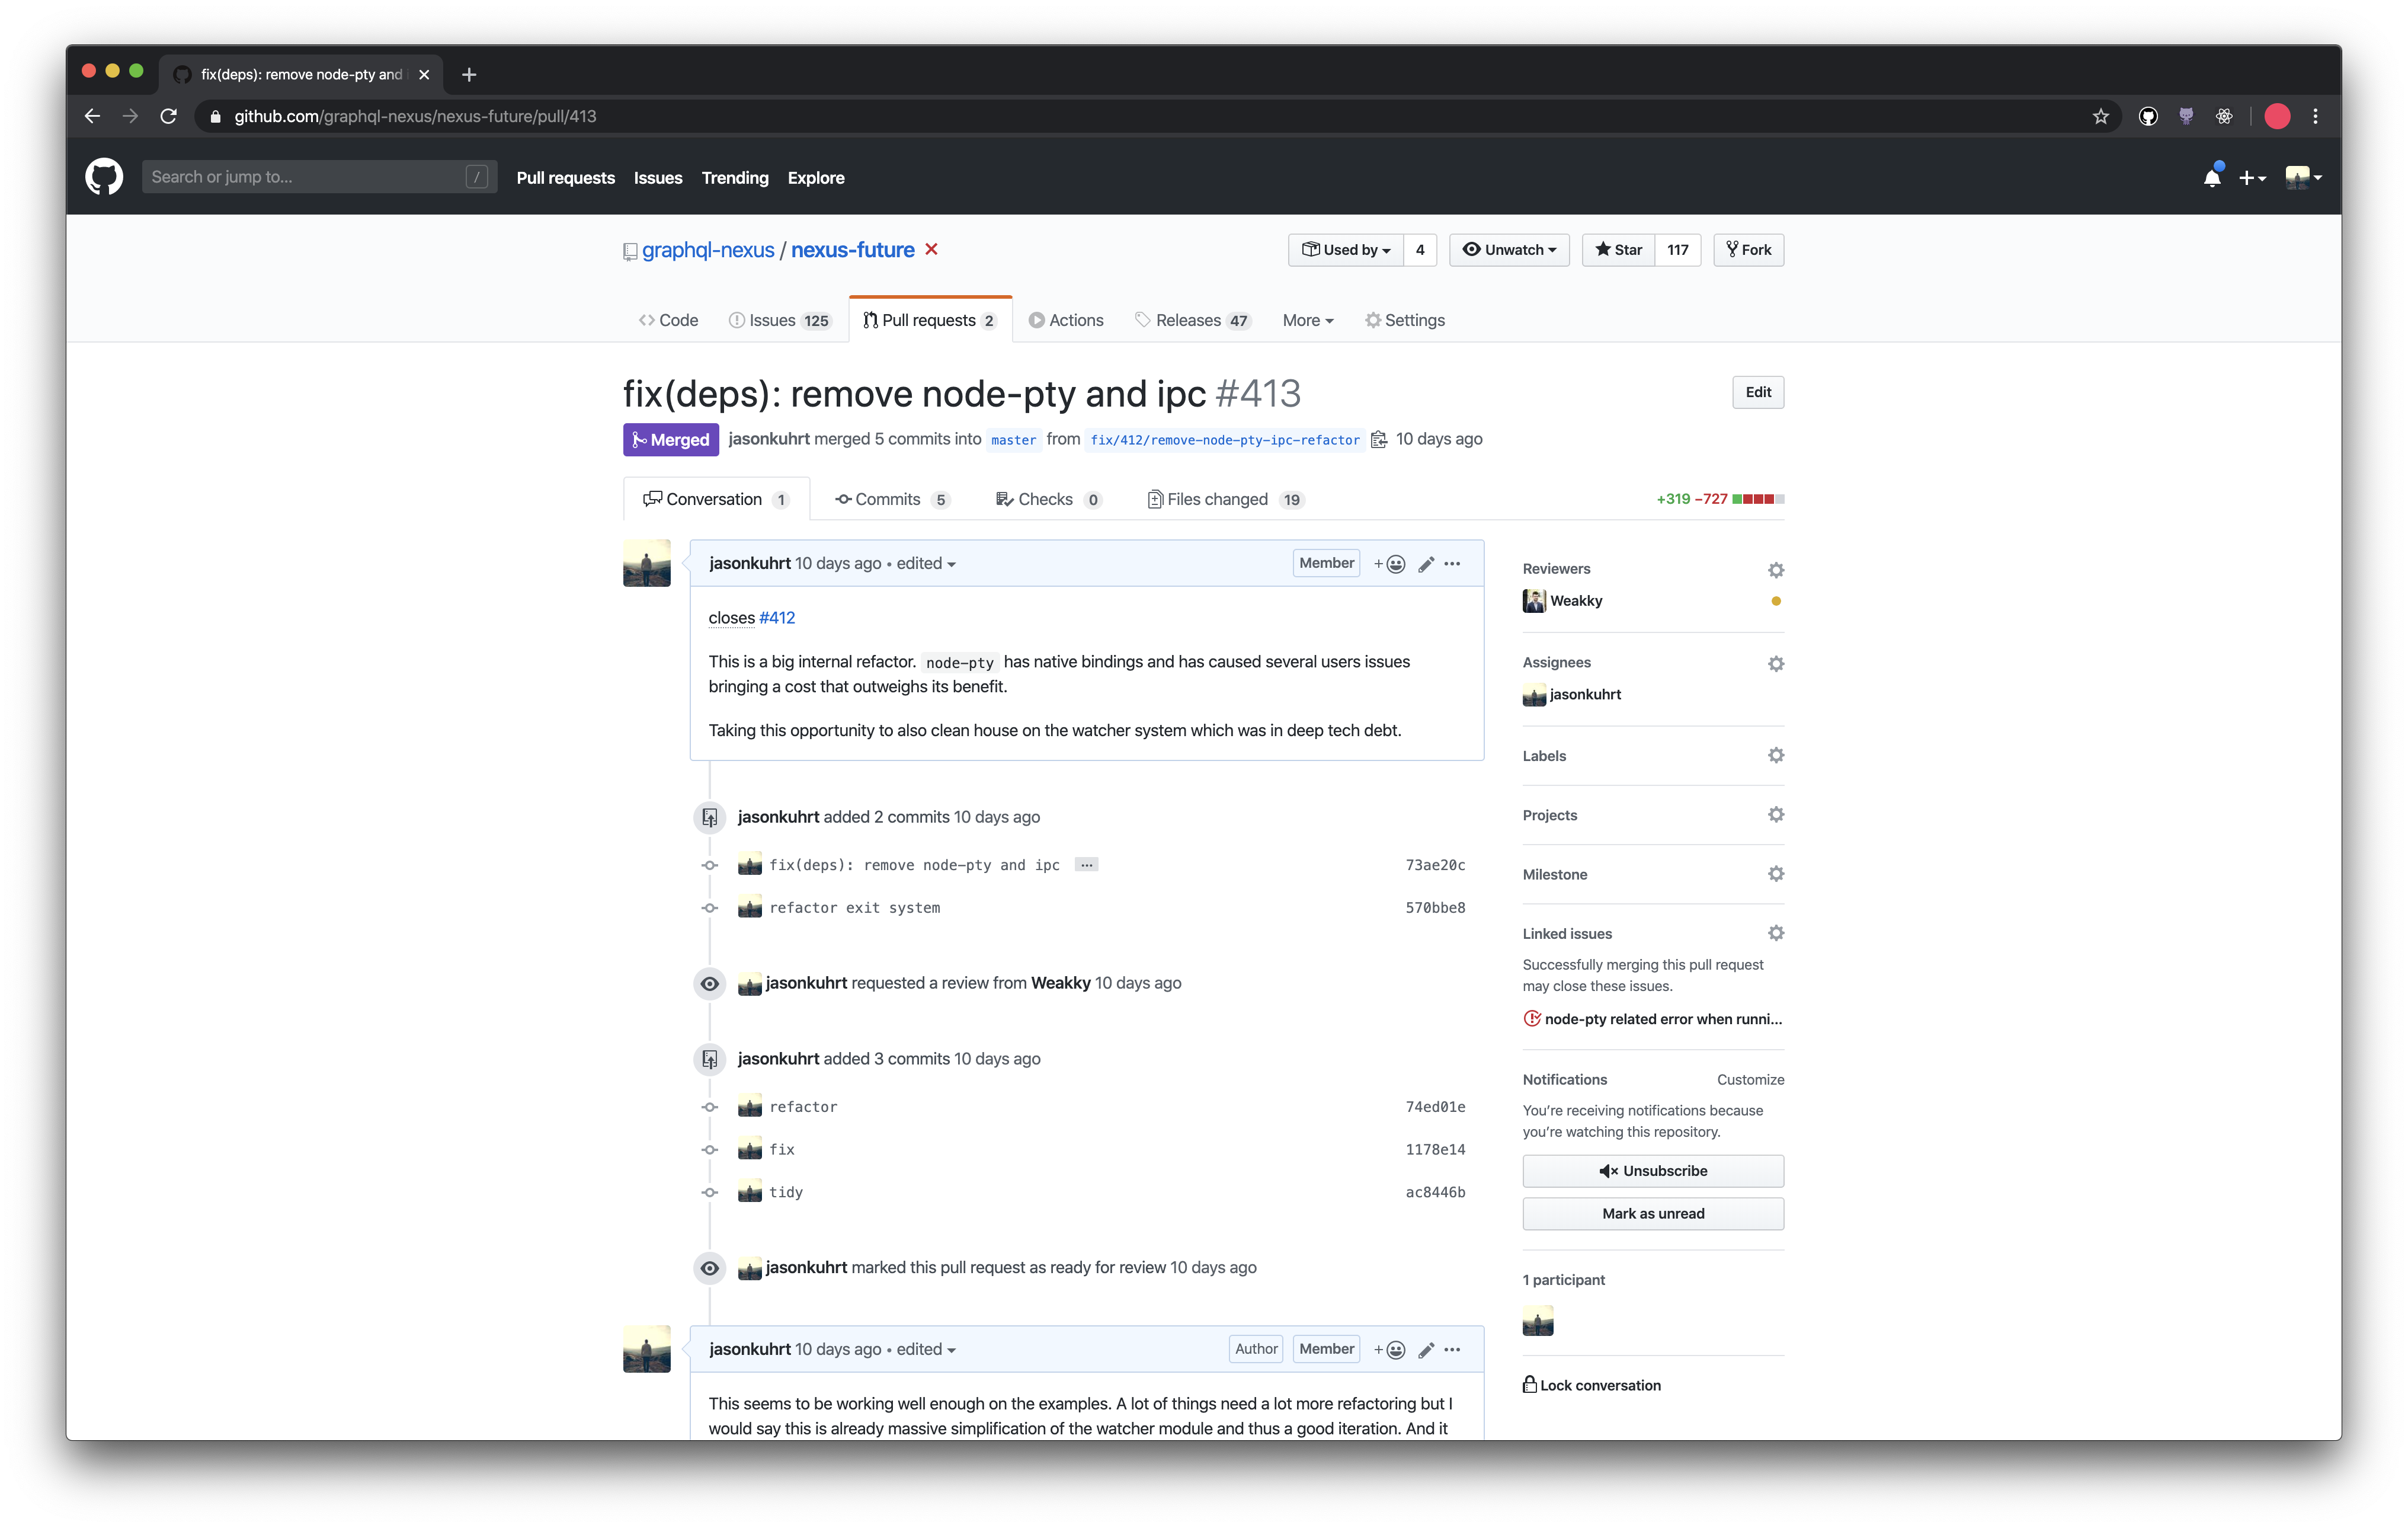 fix(deps): remove node-pty and
github.com/graphql-nexus/nexus-future/pull/413
Search or jump to... /
Pull requests Issues Trending Explore
graphql-nexus / nexus-future
Used by 4 Unwatch Star 117 Fork
Code Issues 125 Pull requests 2 Actions Releases 47 More Settings
fix(deps): remove node-pty and ipc #413
Edit
Merged jasonkuhrt merged 5 commits into master from fix/412/remove-node-pty-ipc-refactor 10 days ago
Conversation 1 Commits 5 Checks 0 Files changed 19 +319 −727
jasonkuhrt 10 days ago • edited Member
closes #412
This is a big internal refactor. node-pty has native bindings and has caused several users issues
bringing a cost that outweighs its benefit.
Taking this opportunity to also clean house on the watcher system which was in deep tech debt.
jasonkuhrt added 2 commits 10 days ago
fix(deps): remove node-pty and ipc ... 73ae20c
refactor exit system 570bbe8
jasonkuhrt requested a review from Weakky 10 days ago
jasonkuhrt added 3 commits 10 days ago
refactor 74ed01e
fix 1178e14
tidy ac8446b
jasonkuhrt marked this pull request as ready for review 10 days ago
jasonkuhrt 10 days ago • edited Author Member
This seems to be working well enough on the examples. A lot of things need a lot more refactoring but I
would say this is already massive simplification of the watcher module and thus a good iteration. And it
Reviewers
Weakky
Assignees
jasonkuhrt
Labels
Projects
Milestone
Linked issues
Successfully merging this pull request
may close these issues.
node-pty related error when runni...
Notifications Customize
You’re receiving notifications because
you’re watching this repository.
Unsubscribe
Mark as unread
1 participant
Lock conversation